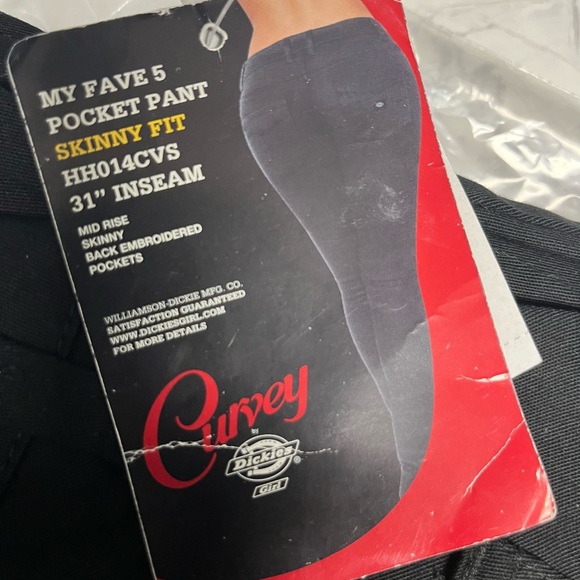 MY FAVE 5
POCKET PANT
SKINNY FIT
HH014CVS
31” INSEAM
MID RISE
SKINNY
BACK EMBROIDERED
POCKETS
WILLIAMSON-DICKIE MFG. CO.
SATISFACTION GUARANTEED
WWW.DICKIESGIRL.COM
FOR MORE DETAILS
Curvey
BY
Dickies®
Girl